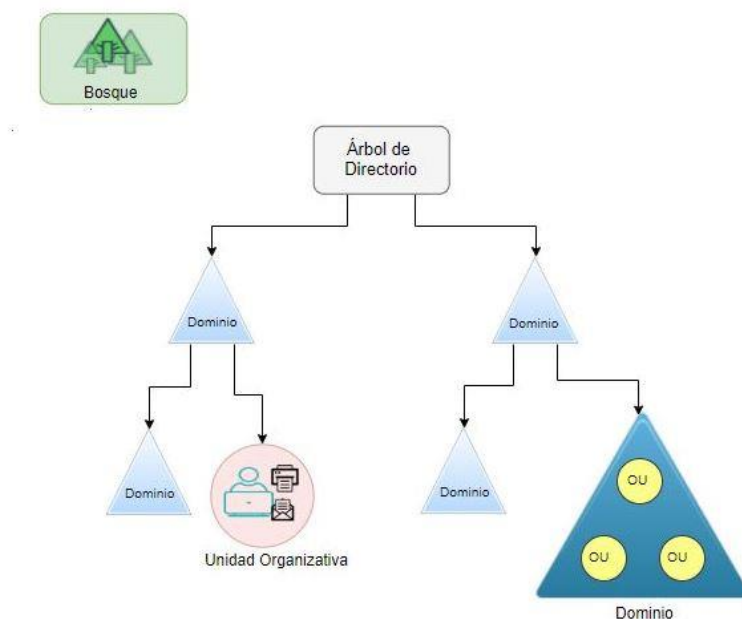 Bosque
Árbol de
Directorio
Dominio
Dominio
Dominio
Dominio
OU
OU
OU
Unidad Organizativa
Dominio